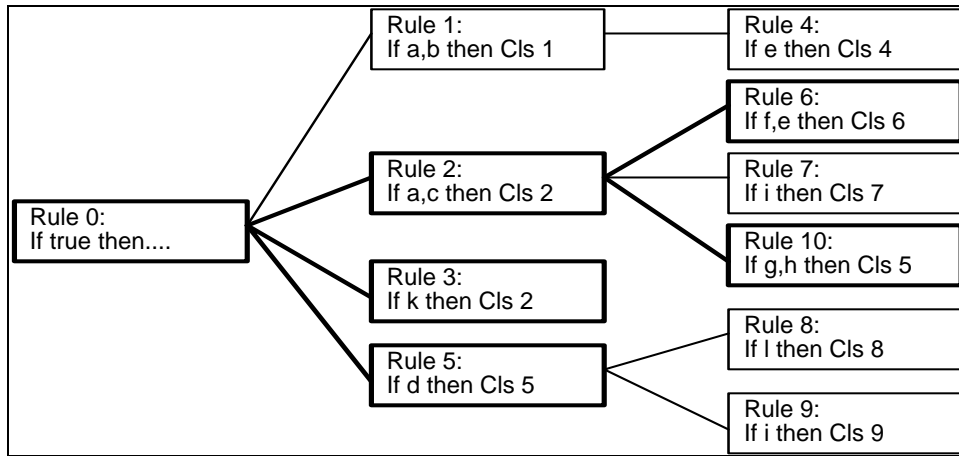 Rule 0:
If true then....
Rule 1:
If a,b then Cls 1
Rule 2:
If a,c then Cls 2
Rule 3:
If k then Cls 2
Rule 5:
If d then Cls 5
Rule 4:
If e then Cls 4
Rule 6:
If f,e then Cls 6
Rule 7:
If i then Cls 7
Rule 10:
If g,h then Cls 5
Rule 8:
If l then Cls 8
Rule 9:
If i then Cls 9